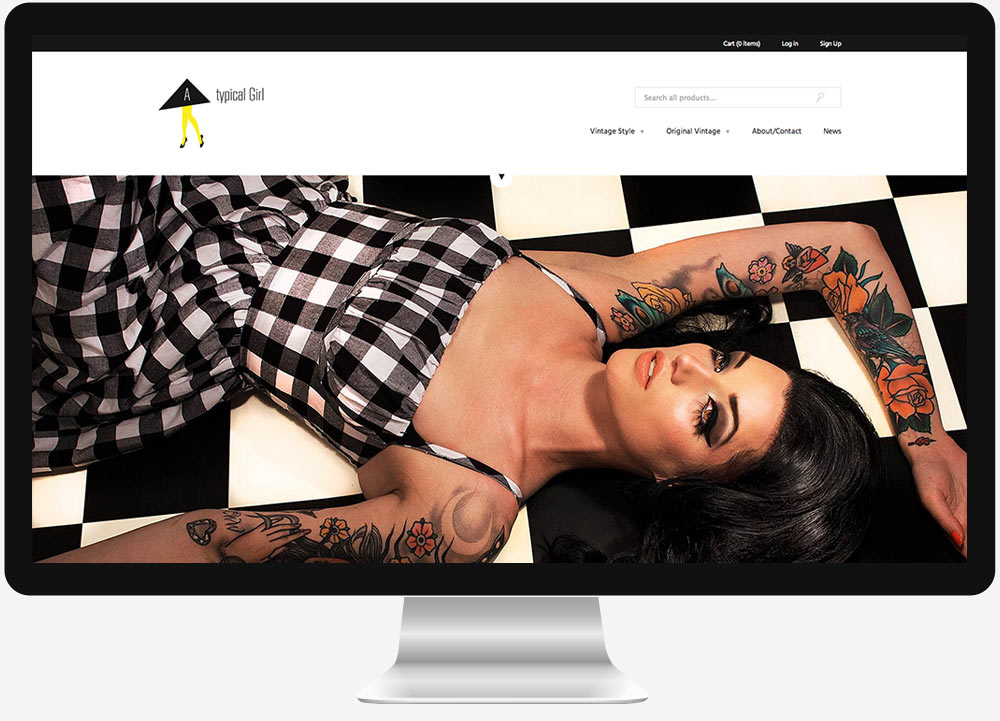 Cart (0 items) Log in Sign Up
A typical Girl
Search all products...
Vintage Style Original Vintage About/Contact News